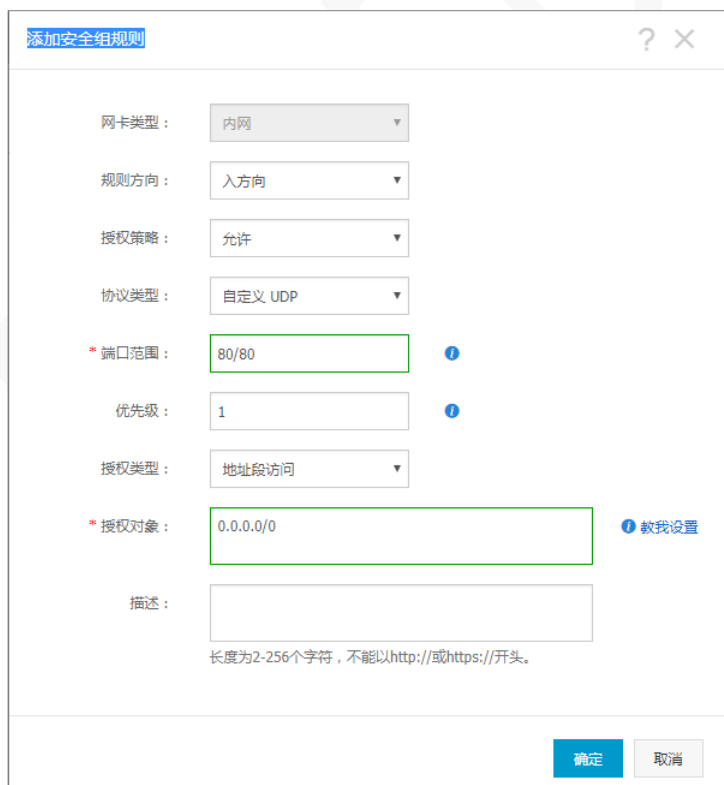 添加安全组规则
网卡类型： 内网
规则方向： 入方向
授权策略： 允许
协议类型： 自定义 UDP
* 端口范围： 80/80
优先级： 1
授权类型： 地址段访问
* 授权对象： 0.0.0.0/0 教我设置
描述：
长度为2-256个字符，不能以http://或https://开头。
确定 取消